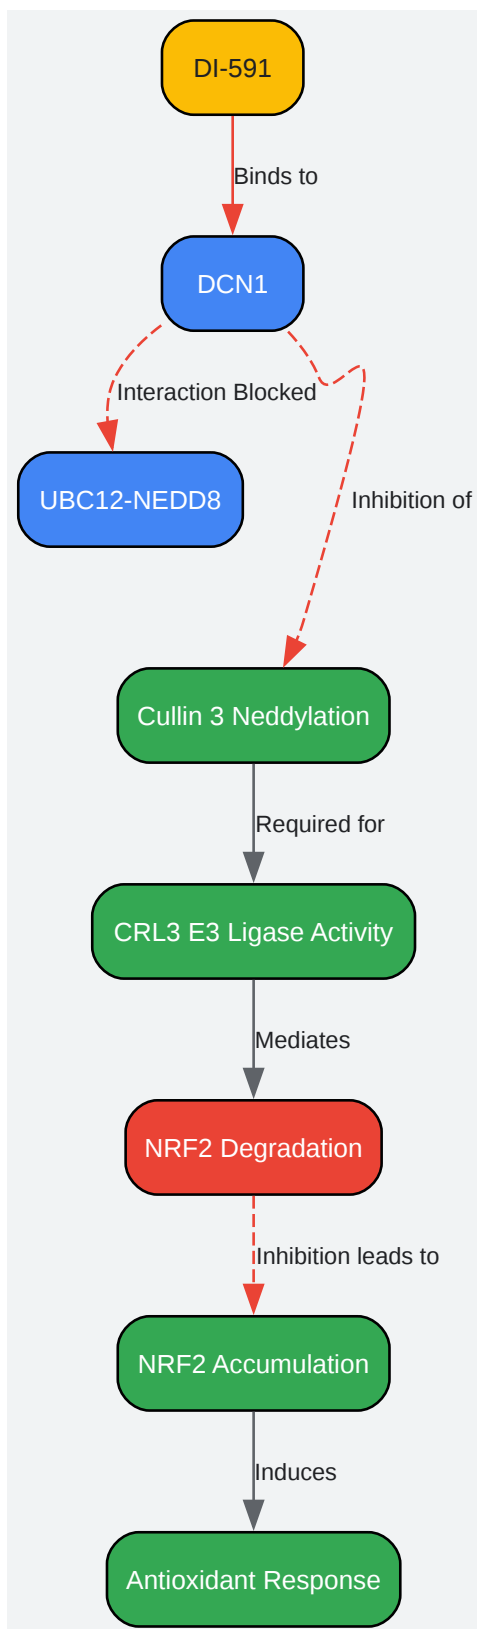 DI-591
Binds to
DCN1
Interaction Blocked
UBC12-NEDD8
Inhibition of
Cullin 3 Neddylation
Required for
CRL3 E3 Ligase Activity
Mediates
NRF2 Degradation
Inhibition leads to
NRF2 Accumulation
Induces
Antioxidant Response